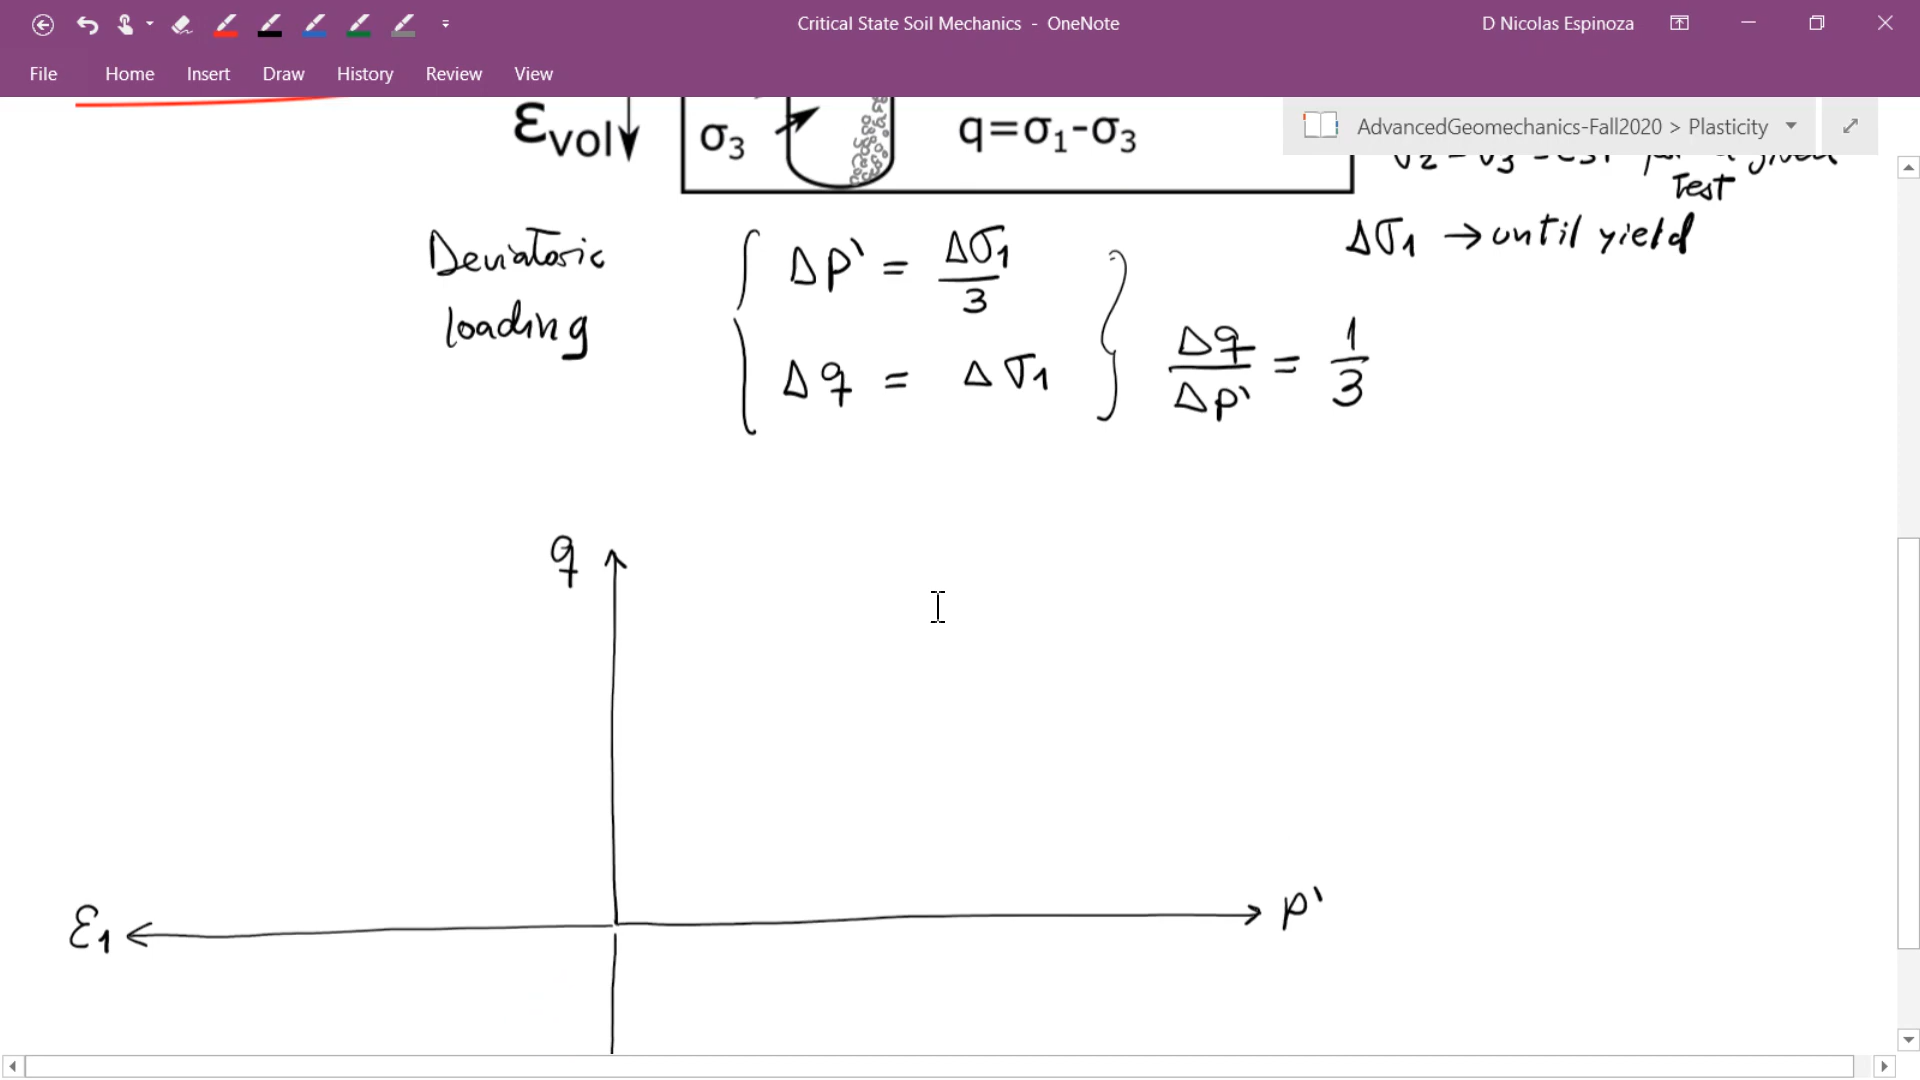 Critical State Soil Mechanics - OneNote
D Nicolas Espinoza
File Home Insert Draw History Review View
AdvancedGeomechanics-Fall2020 > Plasticity
εvol
σ3
q=σ1-σ3
Test
Δσ1 → until yield
Deviatoric
loading
Δp' = Δσ1/3
Δq = Δσ1
Δq/Δp' = 1/3
q
ε1
p'